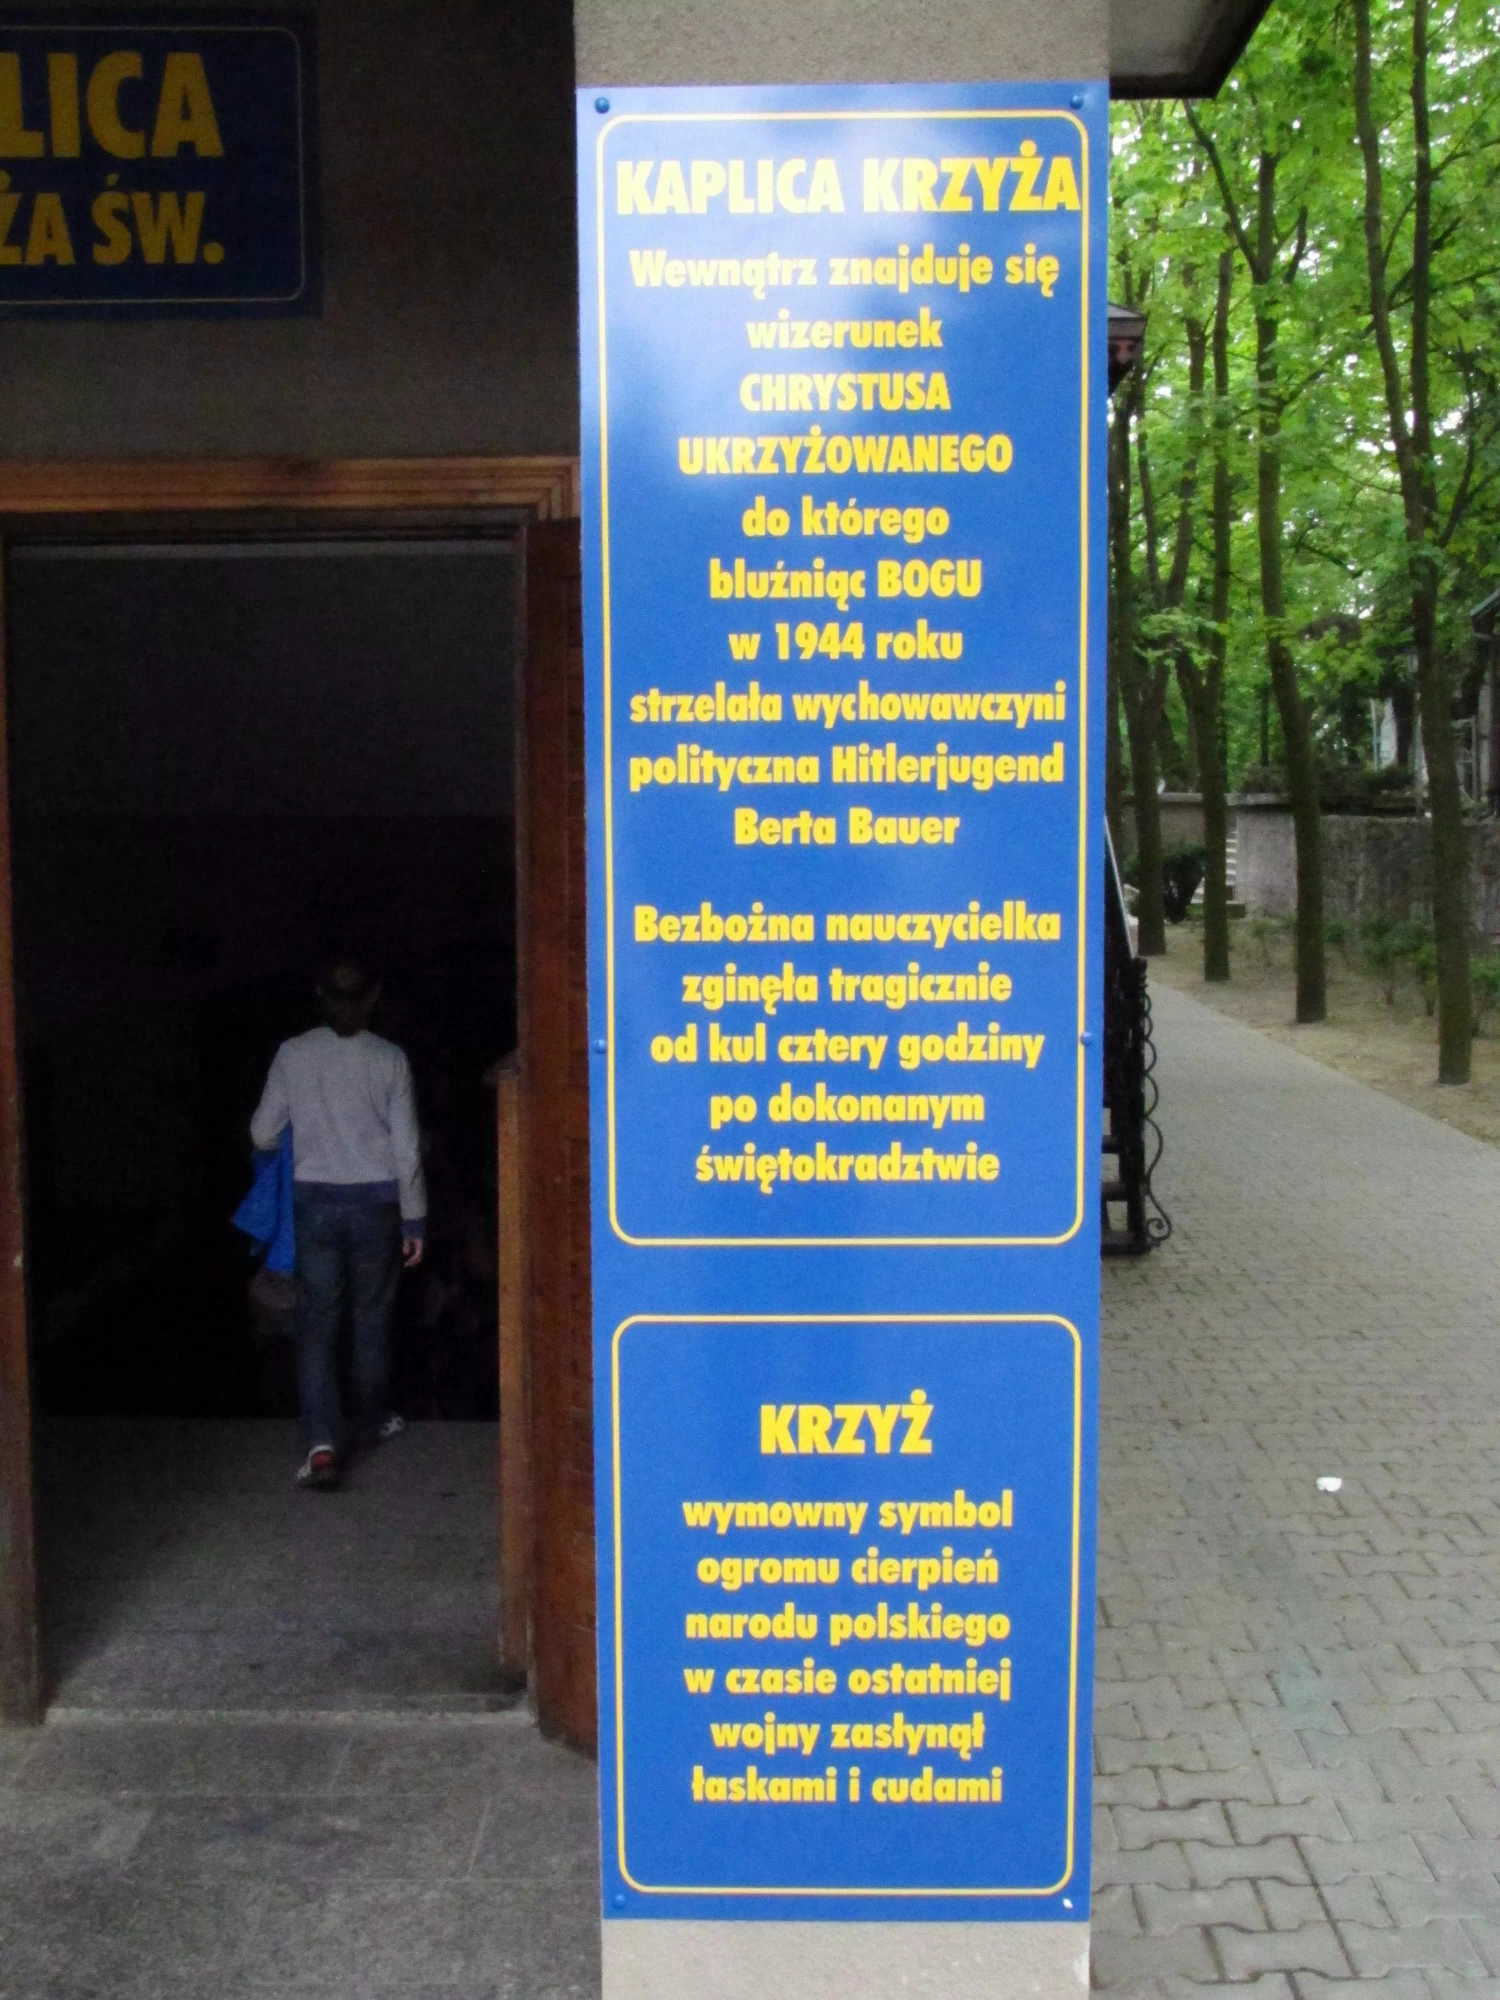 LICA
ŻA ŚW.
KAPLICA KRZYŻA
Wewnątrz znajduje się
wizerunek
CHRYSTUSA
UKRZYŻOWANEGO
do którego
bluźniąc BOGU
w 1944 roku
strzelała wychowawczyni
polityczna Hitlerjugend
Berta Bauer
Bezbożna nauczycielka
zginęła tragicznie
od kul cztery godziny
po dokonanym
świętokradztwie
KRZYŻ
wymowny symbol
ogromu cierpień
narodu polskiego
w czasie ostatniej
wojny zasłynął
łaskami i cudami